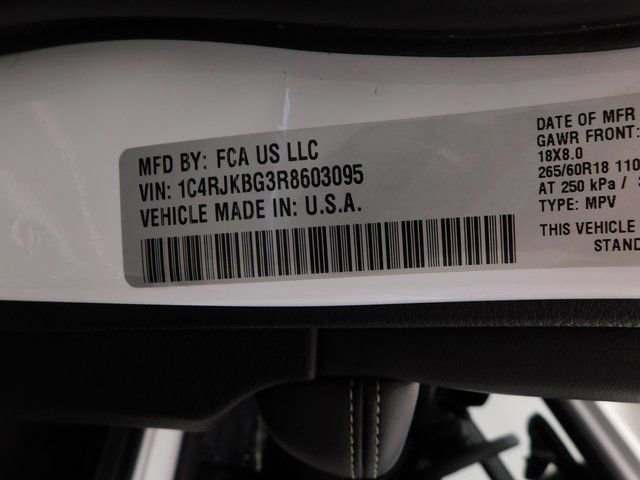 MFD BY: FCA US LLC
VIN: 1C4RJKBG3R8603095
VEHICLE MADE IN: U.S.A.
DATE OF MFR
GAWR FRONT:
18X8.0
265/60R18 110
AT 250 kPa /
TYPE: MPV
THIS VEHICLE
STAND